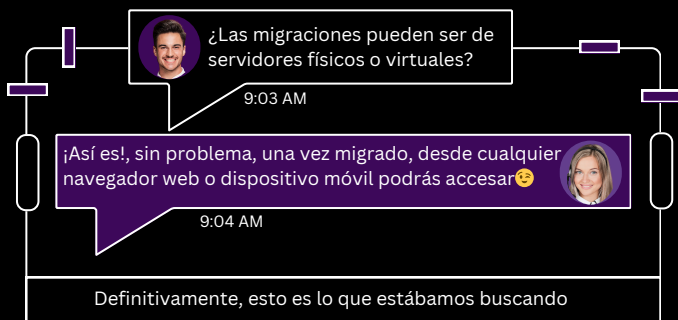 ¿Las migraciones pueden ser de
servidores físicos o virtuales?
9:03 AM
¡Así es!, sin problema, una vez migrado, desde cualquier
navegador web o dispositivo móvil podrás accesar😉
9:04 AM
Definitivamente, esto es lo que estábamos buscando